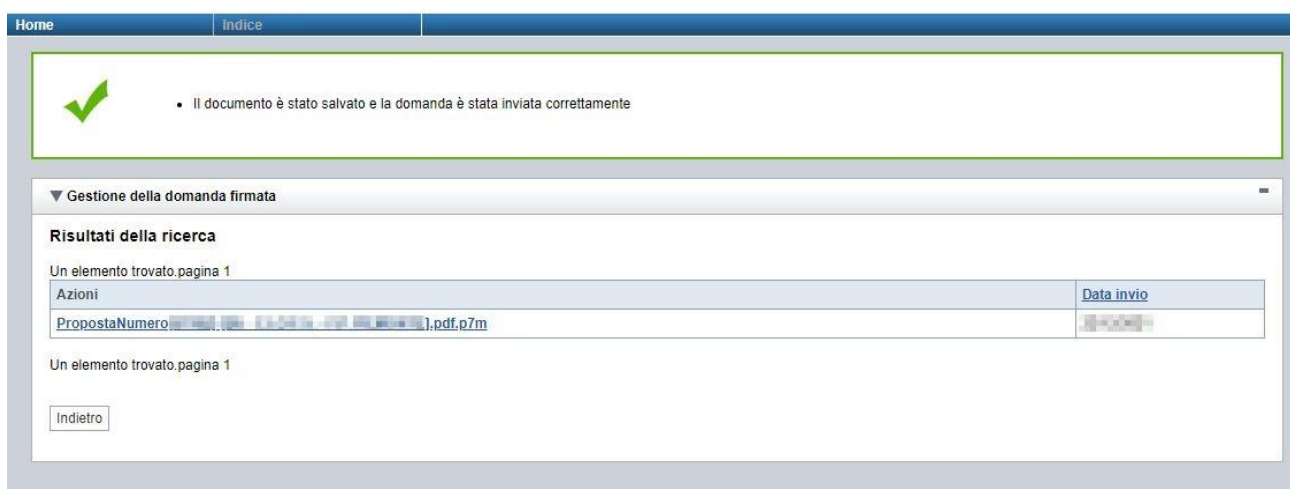 Home Indice
Il documento è stato salvato e la domanda è stata inviata correttamente
Gestione della domanda firmata
Risultati della ricerca
Un elemento trovato.pagina 1
Azioni Data invio
PropostaNumero ].pdf.p7m
Un elemento trovato.pagina 1
Indietro